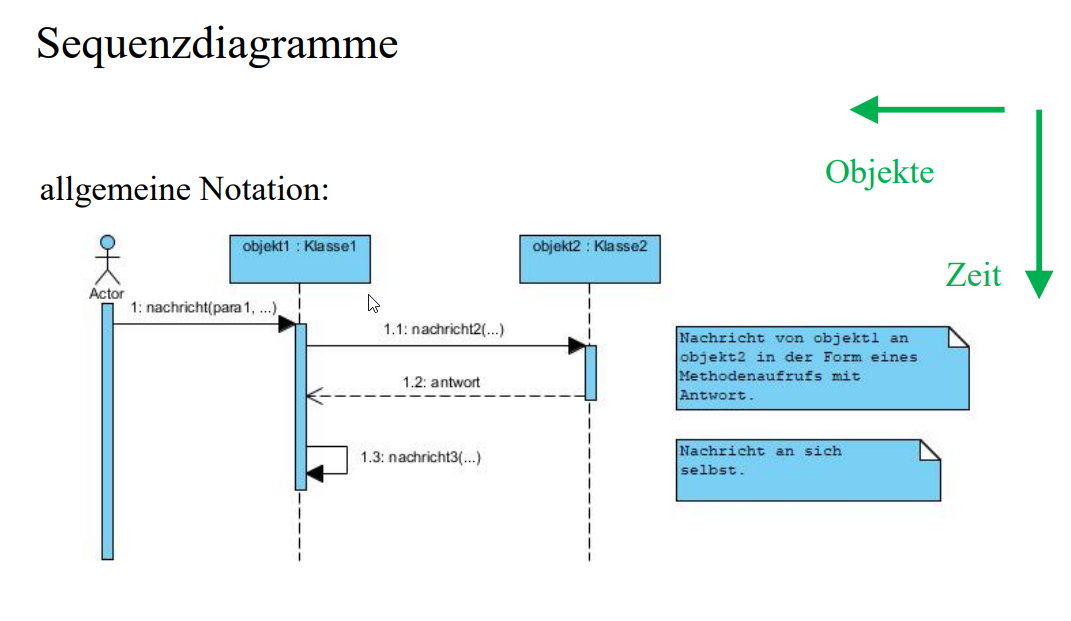 Sequenzdiagramme
Objekte
allgemeine Notation:
Zeit
objekt1 : Klasse1
objekt2 : Klasse2
Actor
1: nachricht(para1, ...)
1.1: nachricht2(...)
1.2: antwort
1.3: nachricht3(...)
Nachricht von objekt1 an
objekt2 in der Form eines
Methodenaufrufs mit
Antwort.
Nachricht an sich
selbst.